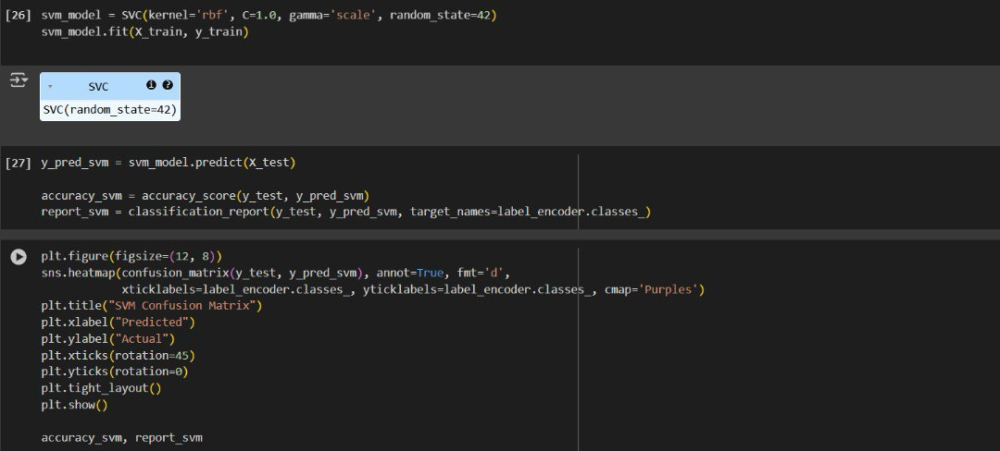 [26] svm_model = SVC(kernel='rbf', C=1.0, gamma='scale', random_state=42)
svm_model.fit(X_train, y_train)
SVC
SVC(random_state=42)
[27] y_pred_svm = svm_model.predict(X_test)
accuracy_svm = accuracy_score(y_test, y_pred_svm)
report_svm = classification_report(y_test, y_pred_svm, target_names=label_encoder.classes_)
plt.figure(figsize=(12, 8))
sns.heatmap(confusion_matrix(y_test, y_pred_svm), annot=True, fmt='d',
xticklabels=label_encoder.classes_, yticklabels=label_encoder.classes_, cmap='Purples')
plt.title("SVM Confusion Matrix")
plt.xlabel("Predicted")
plt.ylabel("Actual")
plt.xticks(rotation=45)
plt.yticks(rotation=0)
plt.tight_layout()
plt.show()
accuracy_svm, report_svm